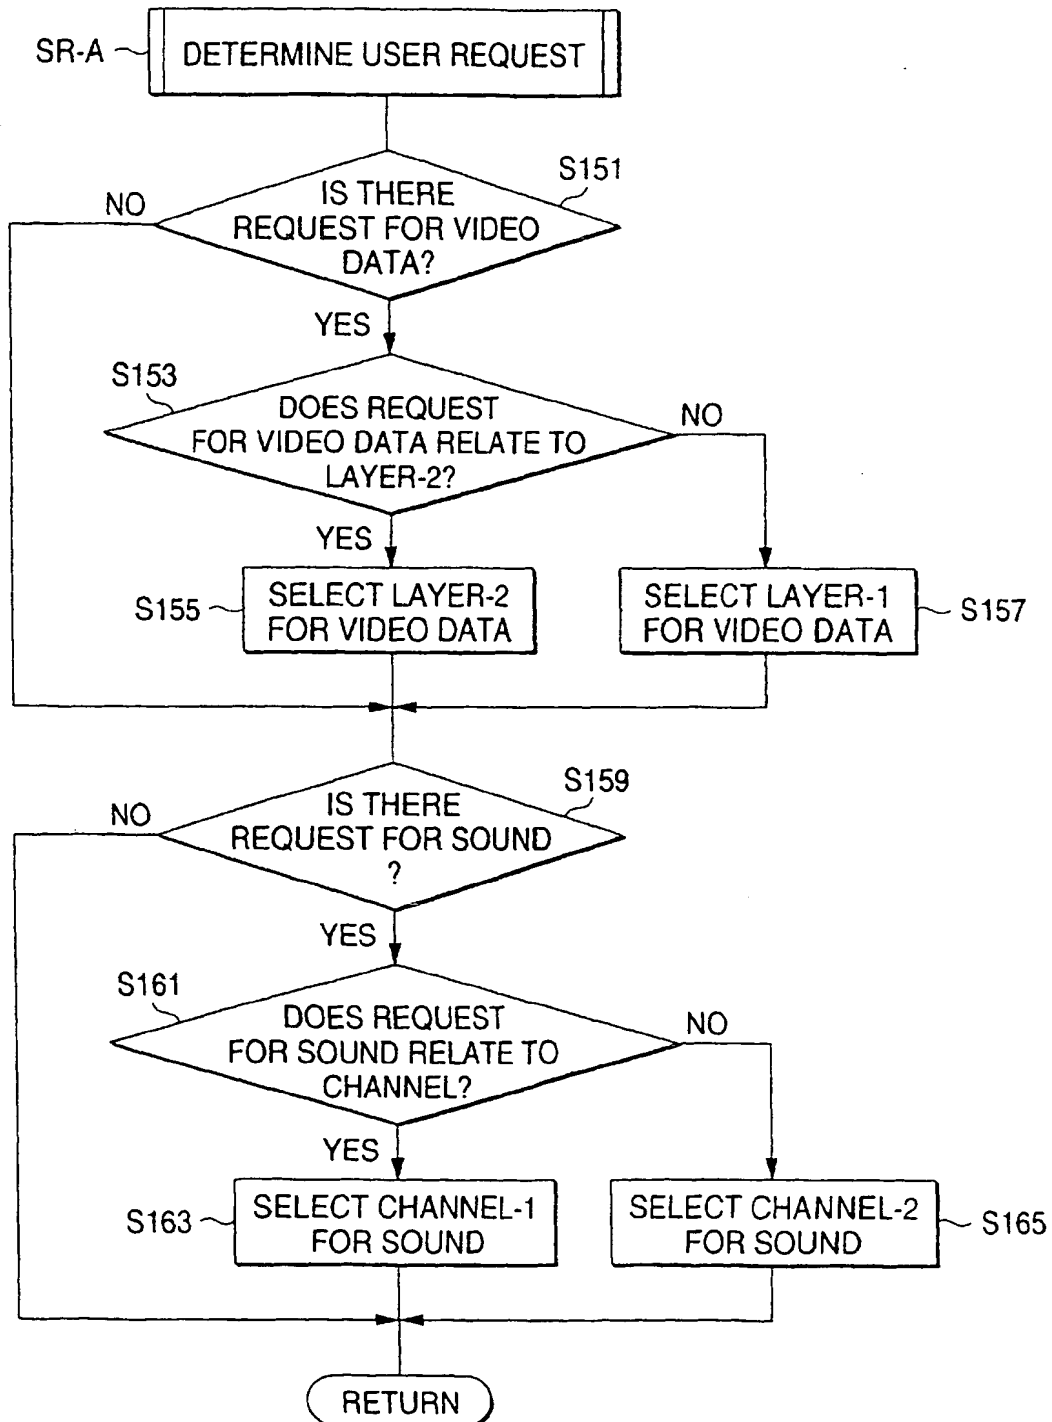 SR-A
DETERMINE USER REQUEST
S151
NO
IS THERE
REQUEST FOR VIDEO
DATA?
YES
S153
DOES REQUEST
FOR VIDEO DATA RELATE TO
LAYER-2?
NO
YES
S155
SELECT LAYER-2
FOR VIDEO DATA
SELECT LAYER-1
FOR VIDEO DATA
S157
S159
NO
IS THERE
REQUEST FOR SOUND
?
YES
S161
DOES REQUEST
FOR SOUND RELATE TO
CHANNEL?
NO
YES
S163
SELECT CHANNEL-1
FOR SOUND
SELECT CHANNEL-2
FOR SOUND
S165
RETURN